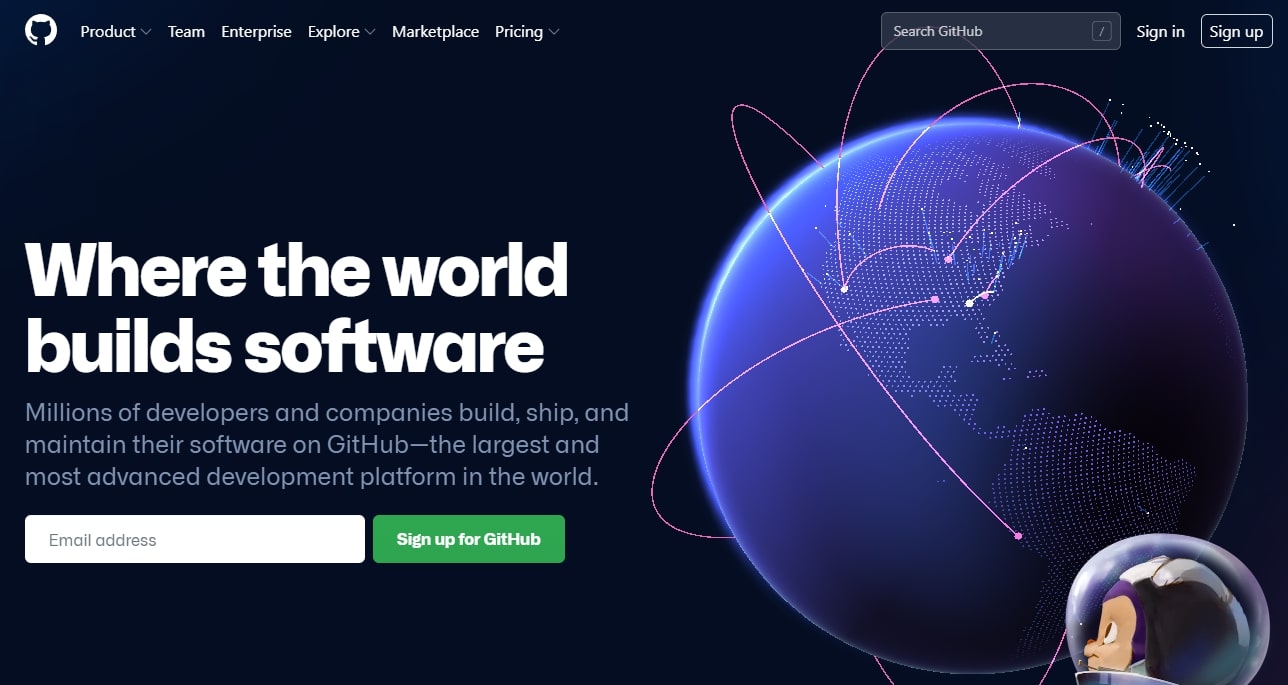 Product Team Enterprise Explore Marketplace Pricing Search GitHub / Sign in Sign up
Where the world
builds software
Millions of developers and companies build, ship, and
maintain their software on GitHub—the largest and
most advanced development platform in the world.
Email address Sign up for GitHub